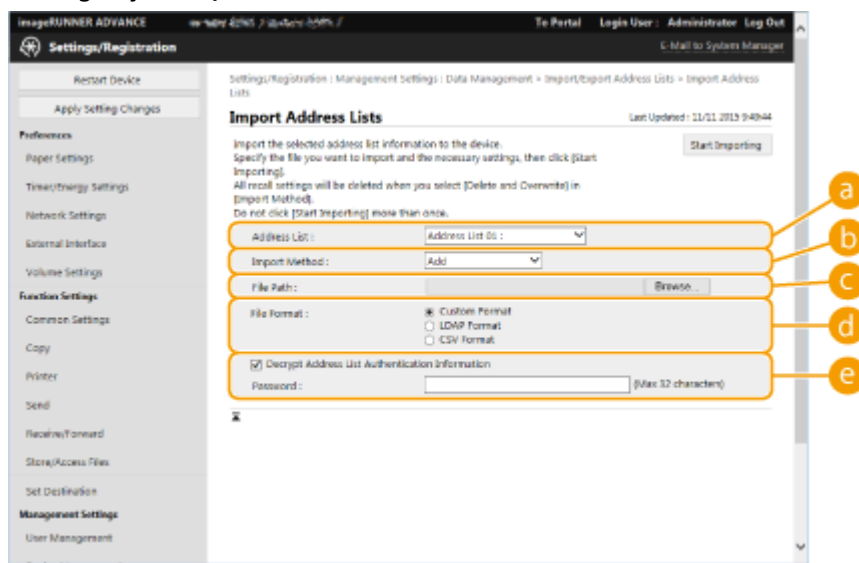 imageRUNNER ADVANCE
To Portal Login User : Administrator Log Out
Settings/Registration
E-Mail to System Manager
Restart Device
Apply Setting Changes
Preferences
Paper Settings
Timer/Energy Settings
Network Settings
External Interface
Volume Settings
Function Settings
Common Settings
Copy
Printer
Send
Receive/Forward
Store/Access Files
Set Destination
Management Settings
User Management
Settings/Registration : Management Settings : Data Management > Import/Export Address Lists > Import Address
Lists
Import Address Lists
Last Updated : 11/11 2015 9:49:44
Import the selected address list information to the device.
Start Importing
Specify the file you want to import and the necessary settings, then click [Start
Importing].
All recall settings will be deleted when you select [Delete and Overwrite] in
[Import Method].
Do not click [Start Importing] more than once.
Address List : Address List 01 :
a
Import Method : Add
b
File Path : Browse...
c
File Format : Custom Format
LDAP Format
CSV Format
d
Decrypt Address List Authentication Information
Password : (Max 32 characters)
e